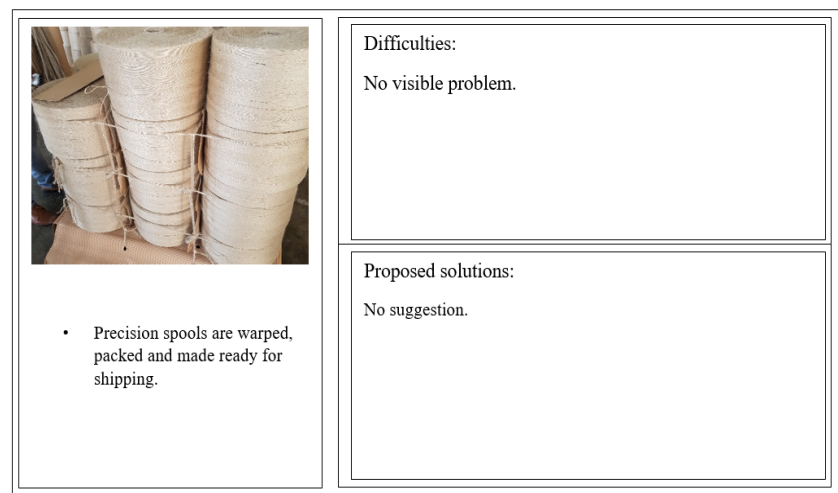 • Precision spools are warped,
packed and made ready for
shipping.
Difficulties:
No visible problem.
Proposed solutions:
No suggestion.